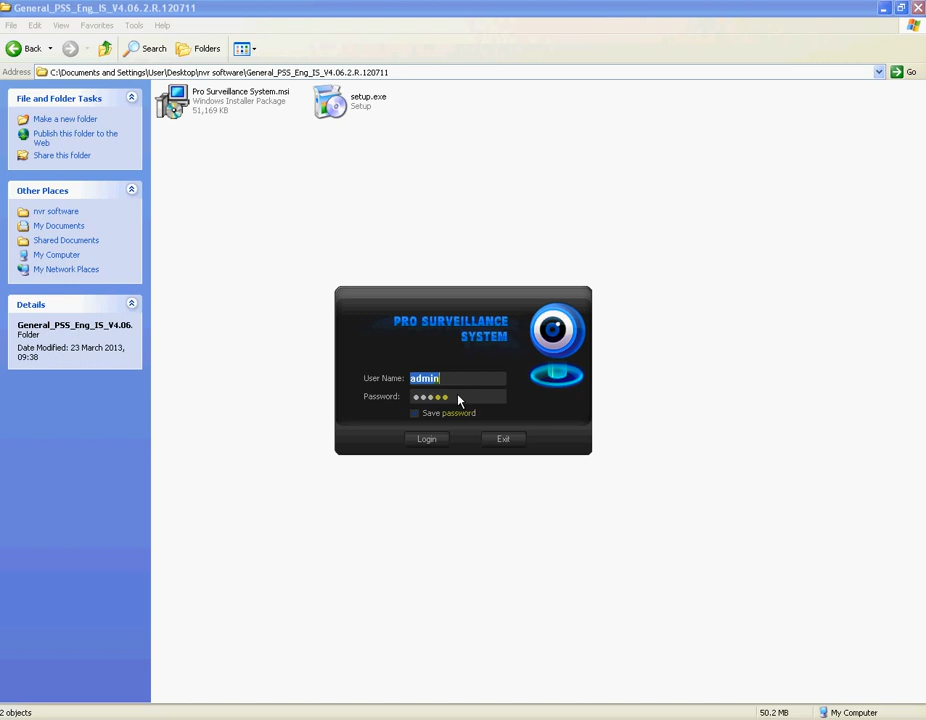 General_PSS_Eng_IS_V4.06.2.R.120711
File Edit View Favorites Tools Help
Back Search Folders
Address C:\Documents and Settings\User\Desktop\nvr software\General_PSS_Eng_IS_V4.06.2.R.120711 Go
File and Folder Tasks
Make a new folder
Publish this folder to the
Web
Share this folder
Other Places
nvr software
My Documents
Shared Documents
My Computer
My Network Places
Details
General_PSS_Eng_IS_V4.06.
Folder
Date Modified: 23 March 2013,
09:38
Pro Surveillance System.msi
Windows Installer Package
51,169 KB
setup.exe
Setup
PRO SURVEILLANCE
SYSTEM
User Name: admin
Password:
Save password
Login Exit
2 objects 50.2 MB My Computer